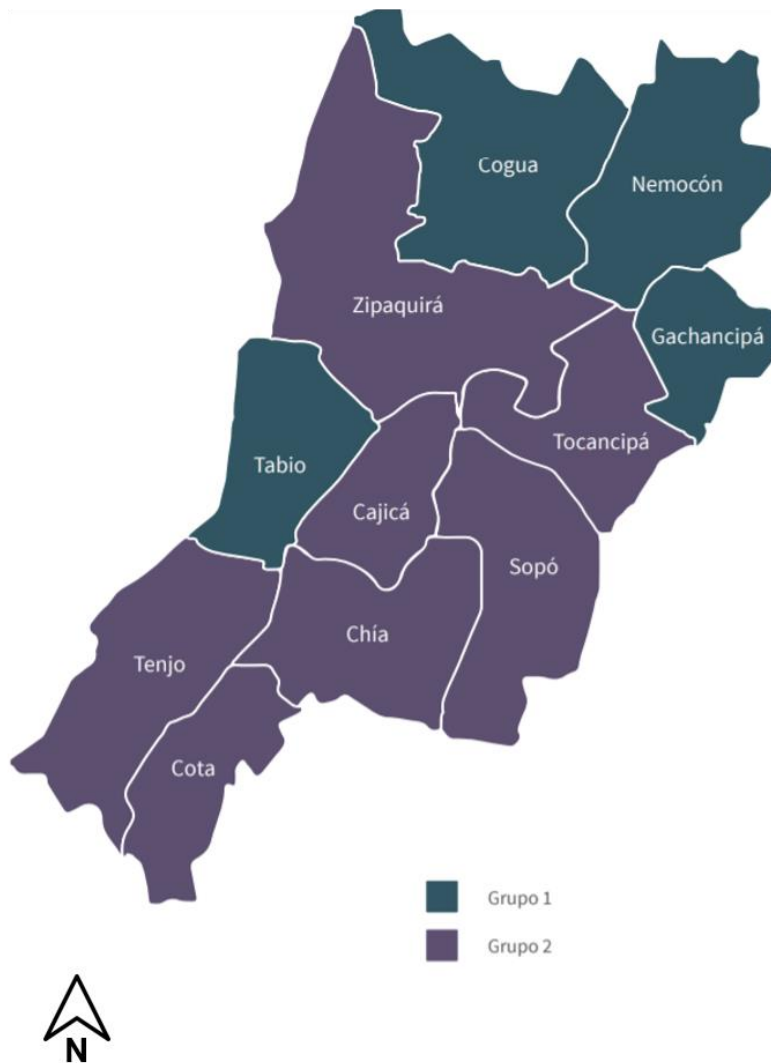 Cogua
Nemocón
Zipaquirá
Gachancipá
Tocancipá
Tabio
Cajicá
Sopó
Chía
Tenjo
Cota
Grupo 1
Grupo 2
N